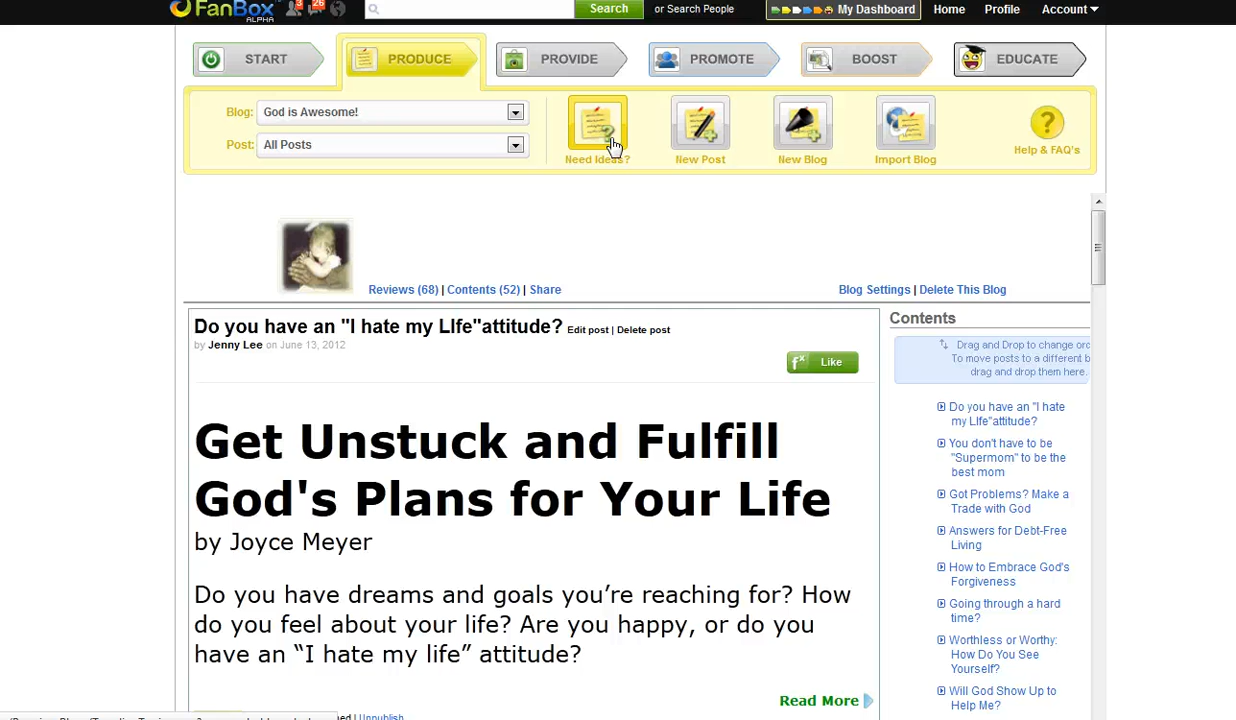 FanBox
ALPHA
3
26
Search
or Search People
My Dashboard
Home
Profile
Account
START
PRODUCE
PROVIDE
PROMOTE
BOOST
EDUCATE
Blog:
God is Awesome!
Post:
All Posts
Need Ideas?
New Post
New Blog
Import Blog
Help & FAQ's
Reviews (68) | Contents (52) | Share
Blog Settings | Delete This Blog
Do you have an "I hate my LIfe"attitude? Edit post | Delete post
by Jenny Lee on June 13, 2012
Like
Get Unstuck and Fulfill
God's Plans for Your Life
by Joyce Meyer
Do you have dreams and goals you’re reaching for? How
do you feel about your life? Are you happy, or do you
have an “I hate my life” attitude?
Read More
Unpublish
Contents
Drag and Drop to change
To move posts to a different
drag and drop them here.
Do you have an "I hate
my LIfe"attitude?
You don't have to be
"Supermom" to be the
best mom
Got Problems? Make a
Trade with God
Answers for Debt-Free
Living
How to Embrace God's
Forgiveness
Going through a hard
time?
Worthless or Worthy:
How Do You See
Yourself?
Will God Show Up to
Help Me?